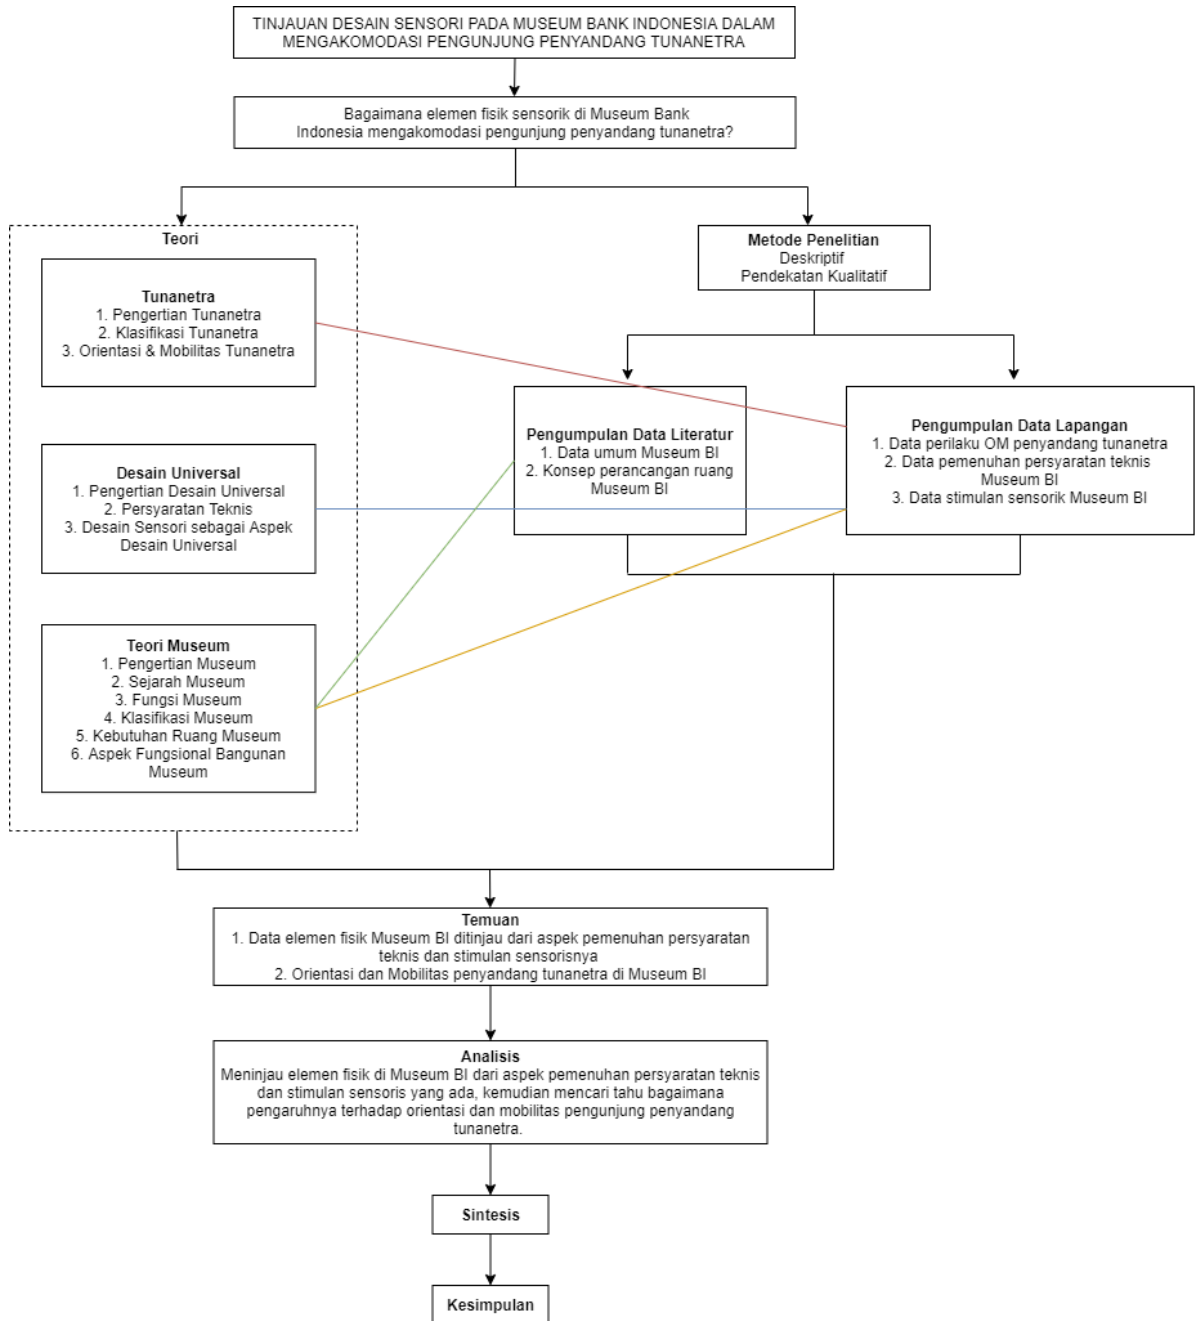 TINJAUAN DESAIN SENSORI PADA MUSEUM BANK INDONESIA DALAM
MENGAKOMODASI PENGUNJUNG PENYANDANG TUNANETRA
Bagaimana elemen fisik sensorik di Museum Bank
Indonesia mengakomodasi pengunjung penyandang tunanetra?
Teori
Tunanetra
1. Pengertian Tunanetra
2. Klasifikasi Tunanetra
3. Orientasi & Mobilitas Tunanetra
Desain Universal
1. Pengertian Desain Universal
2. Persyaratan Teknis
3. Desain Sensori sebagai Aspek
Desain Universal
Teori Museum
1. Pengertian Museum
2. Sejarah Museum
3. Fungsi Museum
4. Klasifikasi Museum
5. Kebutuhan Ruang Museum
6. Aspek Fungsional Bangunan
Museum
Metode Penelitian
Deskriptif
Pendekatan Kualitatif
Pengumpulan Data Literatur
1. Data umum Museum BI
2. Konsep perancangan ruang
Museum BI
Pengumpulan Data Lapangan
1. Data perilaku OM penyandang tunanetra
2. Data pemenuhan persyaratan teknis
Museum BI
3. Data stimulan sensorik Museum BI
Temuan
1. Data elemen fisik Museum BI ditinjau dari aspek pemenuhan persyaratan
teknis dan stimulan sensorisnya
2. Orientasi dan Mobilitas penyandang tunanetra di Museum BI
Analisis
Meninjau elemen fisik di Museum BI dari aspek pemenuhan persyaratan teknis
dan stimulan sensoris yang ada, kemudian mencari tahu bagaimana
pengaruhnya terhadap orientasi dan mobilitas pengunjung penyandang
tunanetra.
Sintesis
Kesimpulan